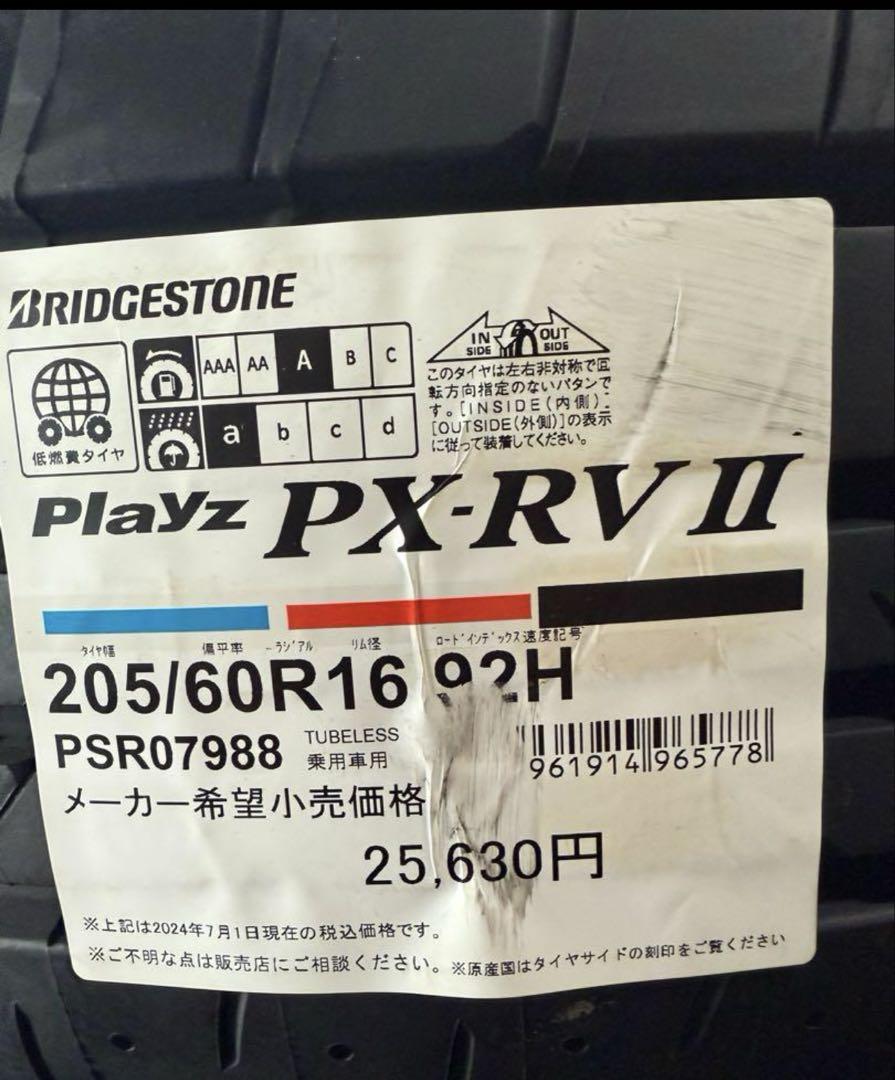 BRIDGESTONE
AAA AA A B C
a b c d
低燃費タイヤ
IN SIDE OUT SIDE
このタイヤは左右非対称で回
転方向指定のないパタンで
す。[INSIDE(内側)・
[OUTSIDE(外側)]の表示
に従って装着してください。
Playz PX-RV II
タイヤ幅 偏平率 ラジアル リム径 ロードインデックス 速度記号
205/60R16 92H
PSR07988 TUBELESS
乗用車用
961914 965778
メーカー希望小売価格
25,630円
※上記は2024年7月1日現在の税込価格です。
※ご不明な点は販売店にご相談ください。※原産国はタイヤサイドの刻印をご覧ください